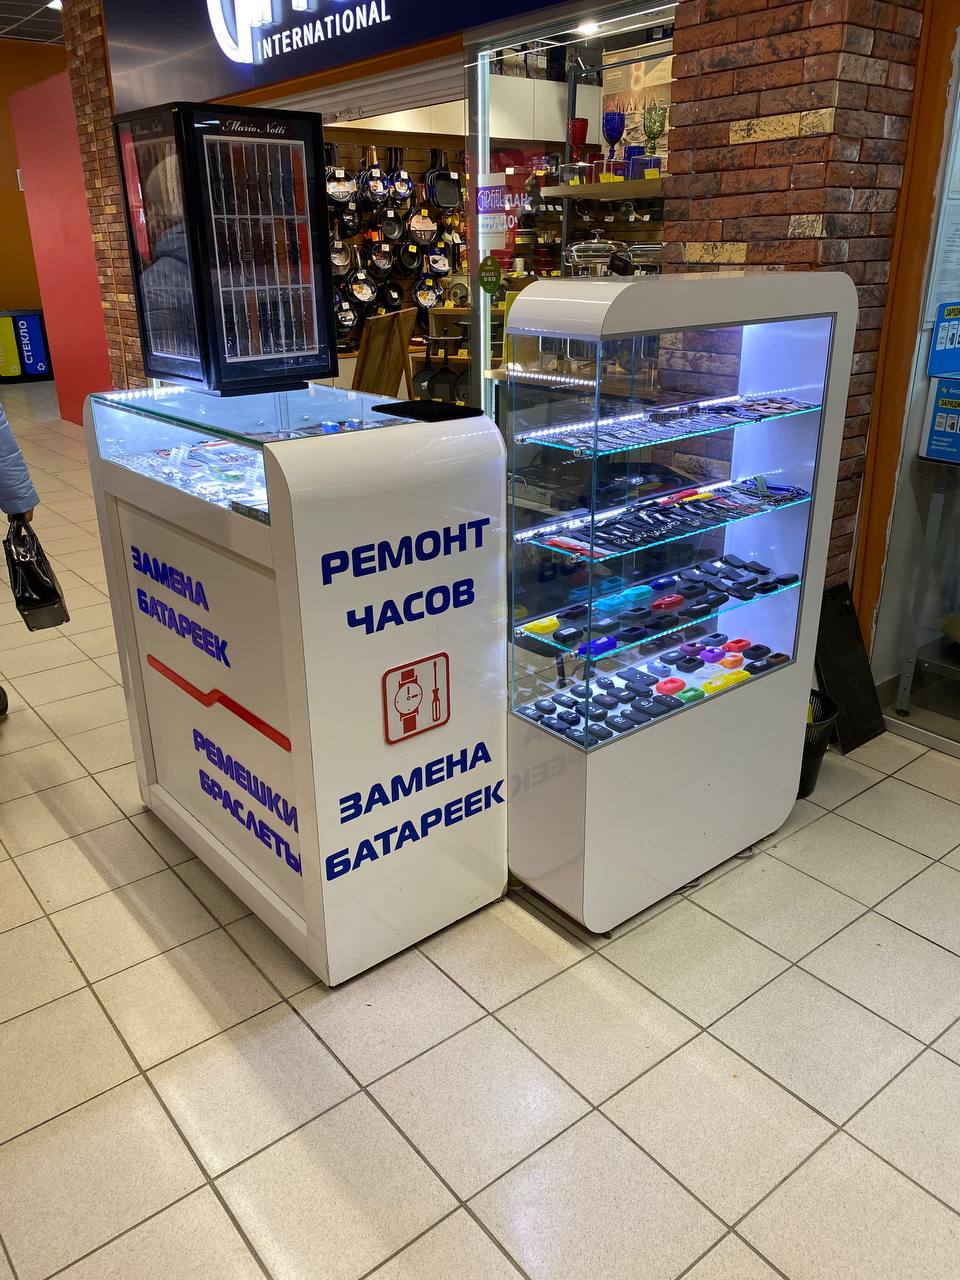 INTERNATIONAL
Mario Notti
СТЕКЛО
РЕМОНТ
ЧАСОВ
ЗАМЕНА
БАТАРЕЕК
ЗАМЕНА
БАТАРЕЕК
РЕМЕШКИ
БРАСЛЕТЫ